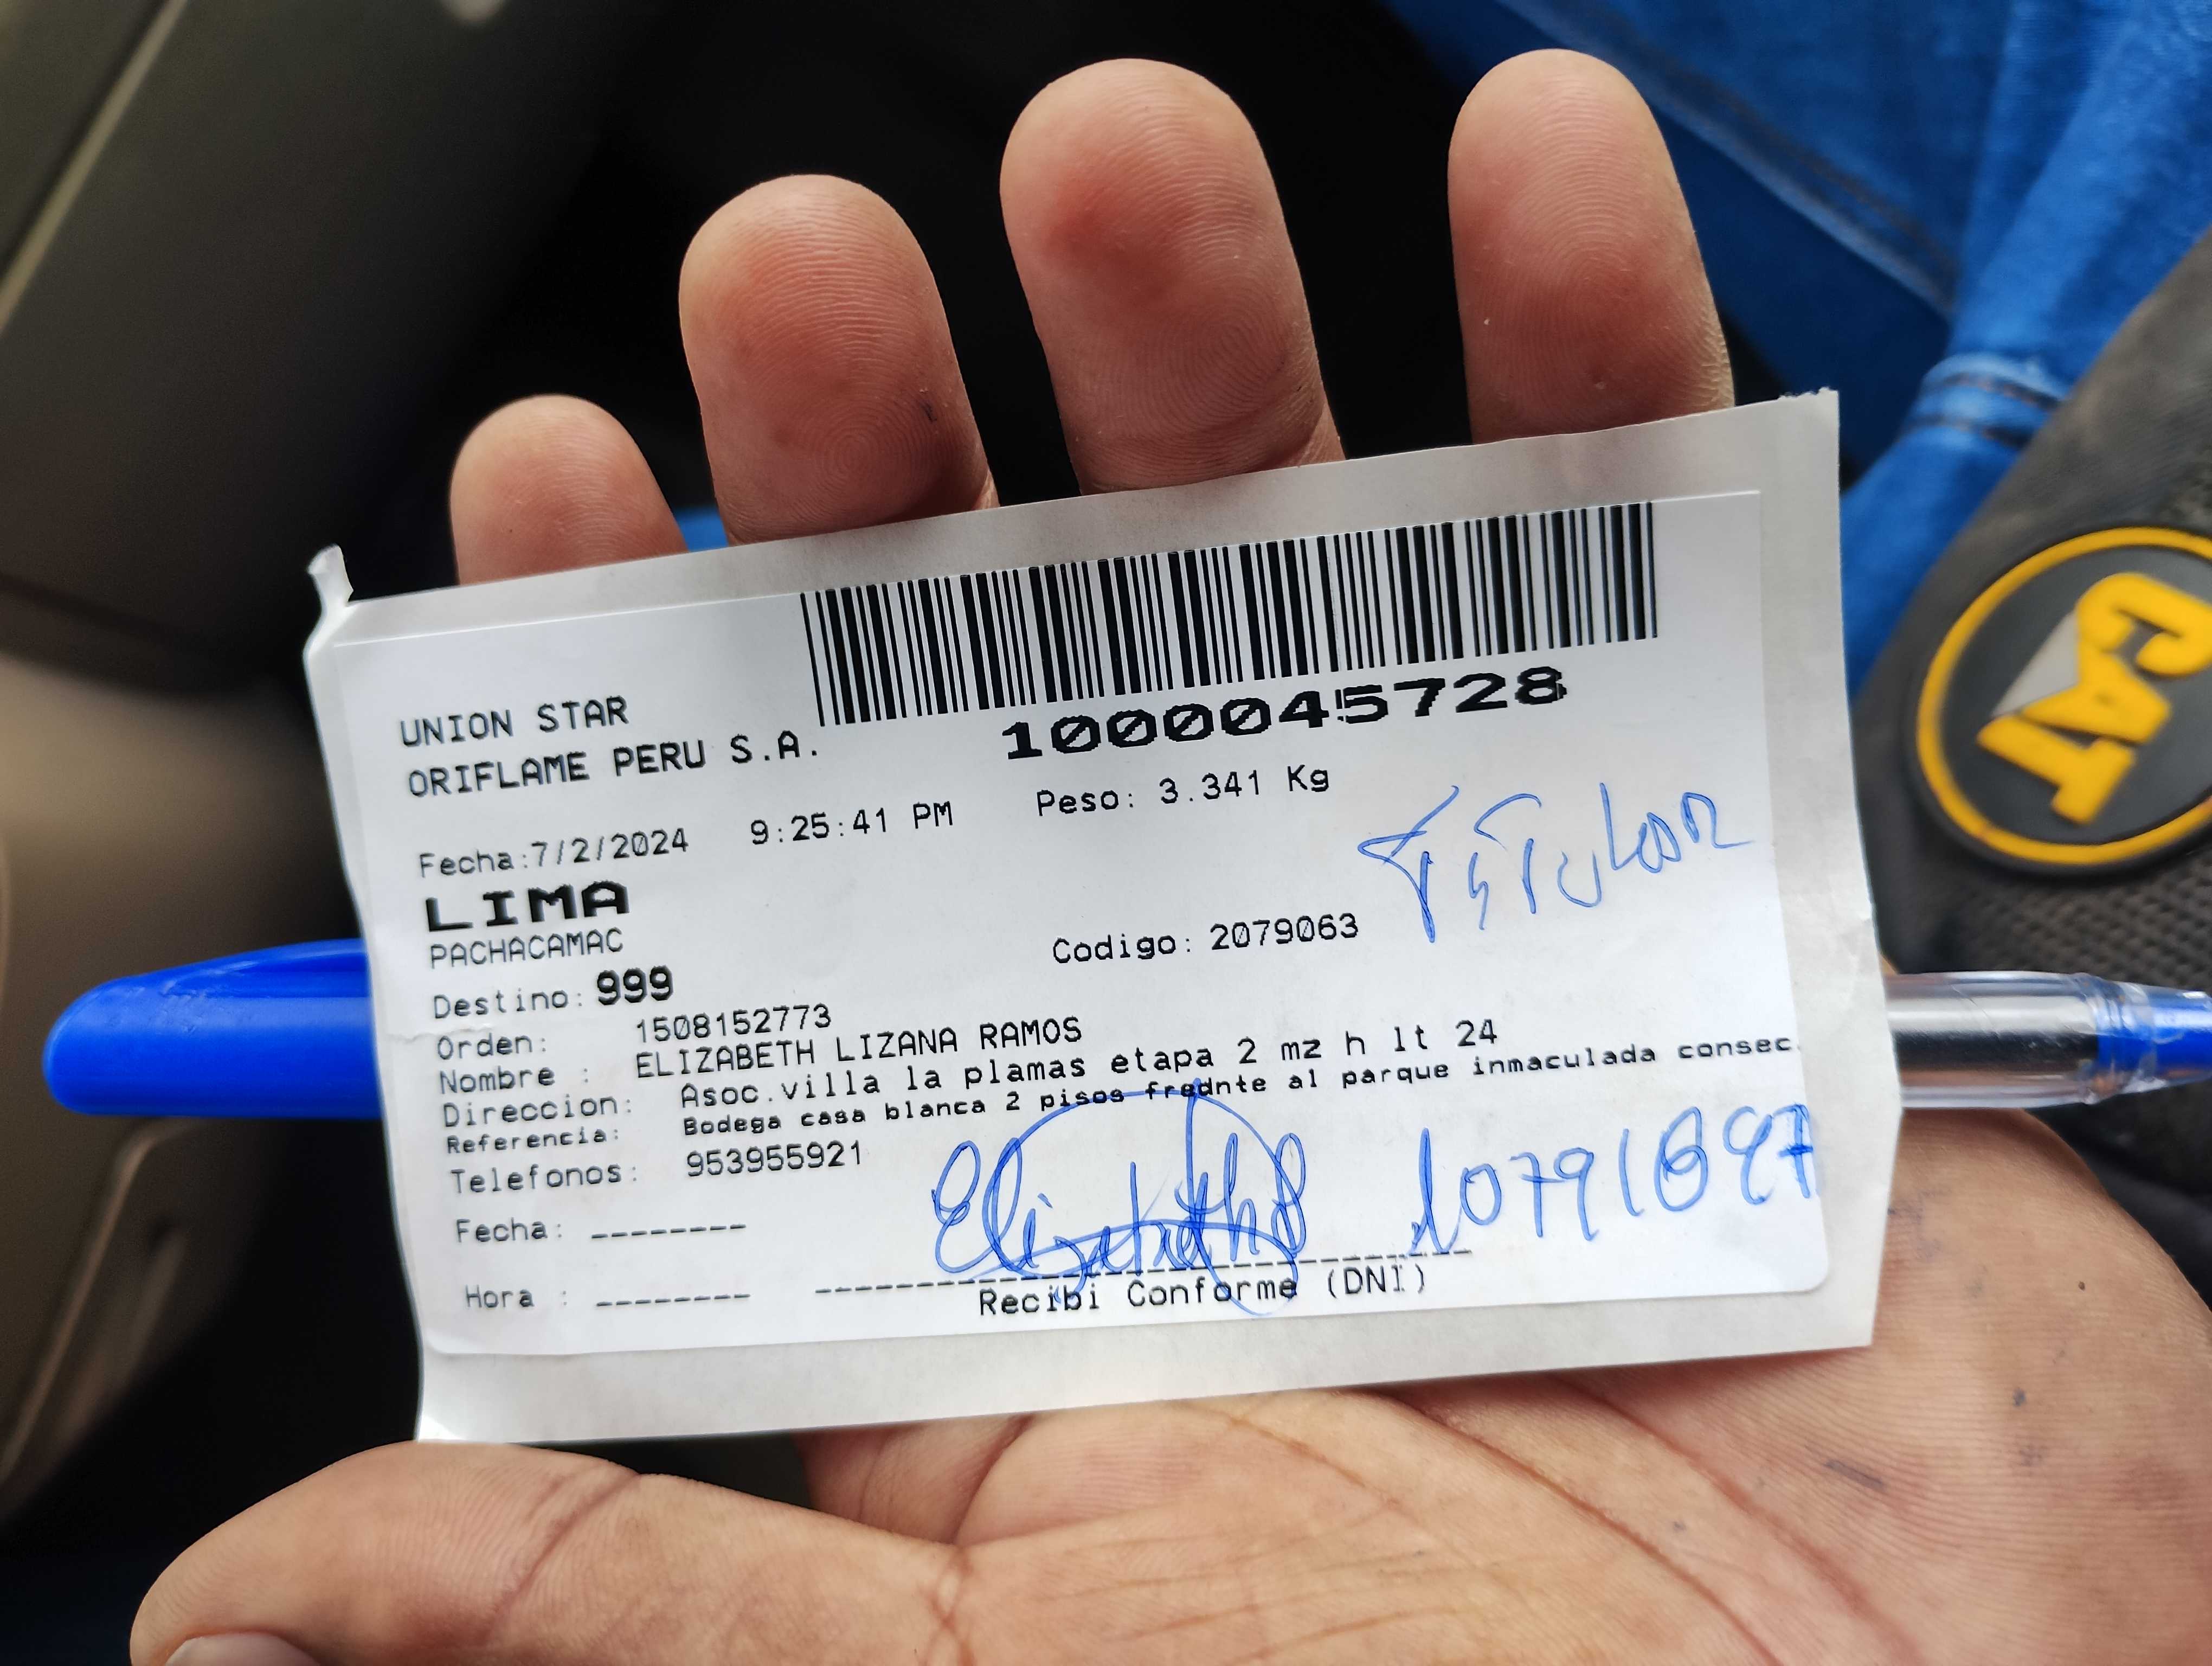 UNION STAR
ORIFLAME PERU S.A.
1000045728
Fecha:7/2/2024 9:25:41 PM Peso: 3.341 Kg
LIMA
PACHACAMAC
Titular
Destino: 999 Codigo: 2079063
Orden: 1508152773
Nombre : ELIZABETH LIZANA RAMOS
Direccion: Asoc.villa la plamas etapa 2 mz h lt 24
Referencia: Bodega casa blanca 2 pisos frednte al parque inmaculada consec.
Telefonos: 953955921
Fecha: --------
Elizabeth
Hora : --------
Recibi Conforme (DNI)
CAT